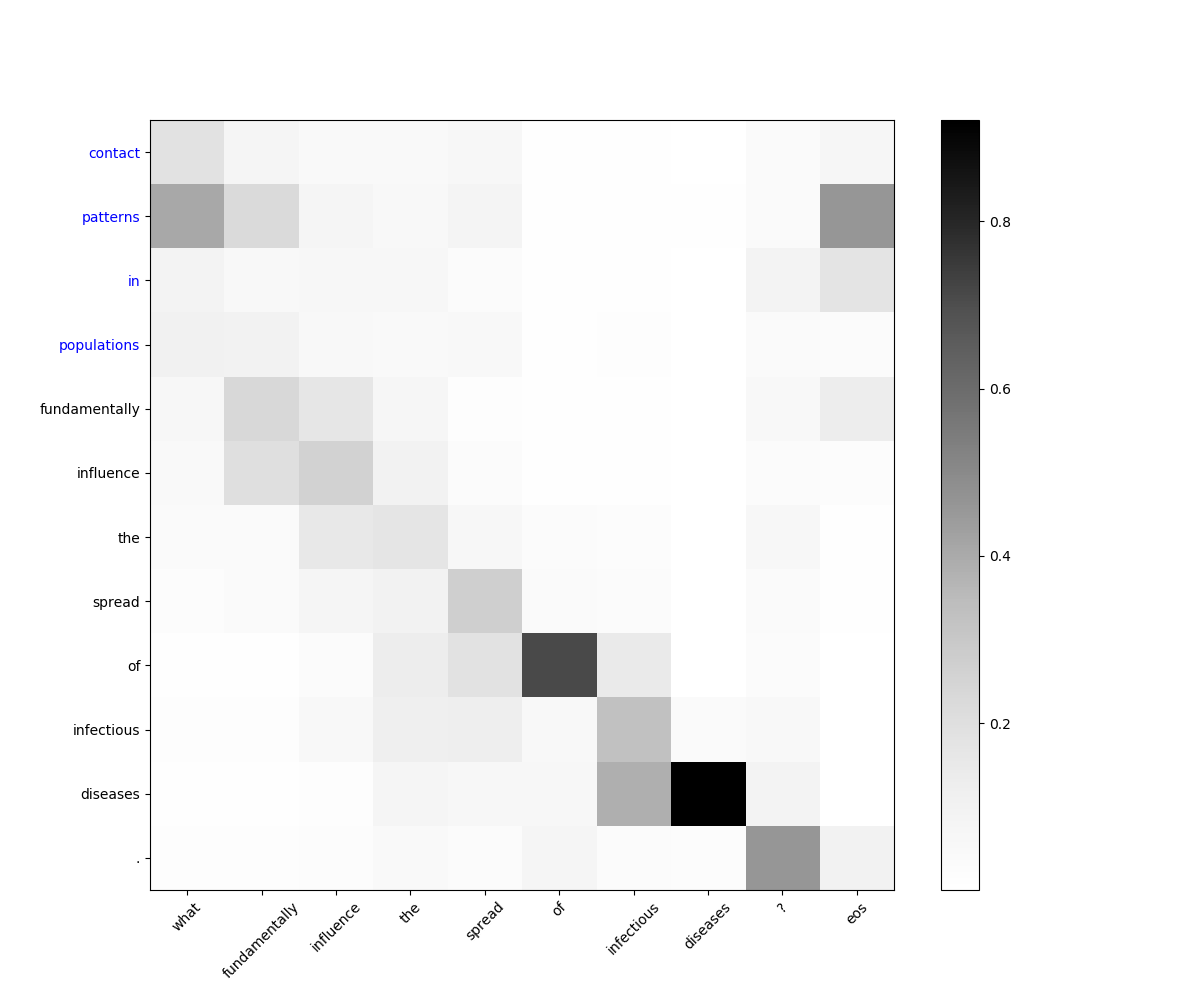 contact
patterns
in
populations
fundamentally
influence
the
spread
of
infectious
diseases
.
what
fundamentally
influence
the
spread
of
infectious
diseases
?
eos
0.8
0.6
0.4
0.2